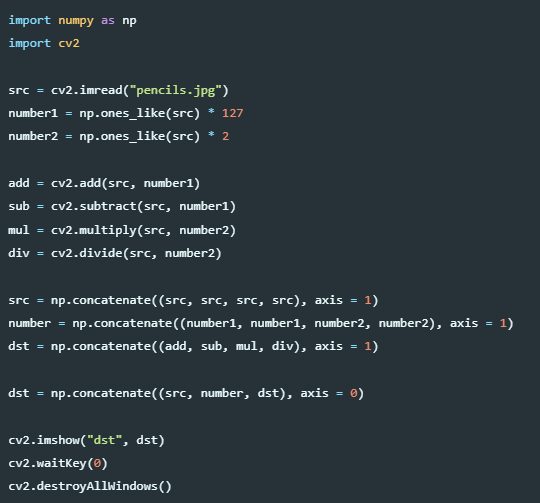 import numpy as np
import cv2
src = cv2.imread("pencils.jpg")
number1 = np.ones_like(src) * 127
number2 = np.ones_like(src) * 2
add = cv2.add(src, number1)
sub = cv2.subtract(src, number1)
mul = cv2.multiply(src, number2)
div = cv2.divide(src, number2)
src = np.concatenate((src, src, src, src), axis = 1)
number = np.concatenate((number1, number1, number2, number2), axis = 1)
dst = np.concatenate((add, sub, mul, div), axis = 1)
dst = np.concatenate((src, number, dst), axis = 0)
cv2.imshow("dst", dst)
cv2.waitKey(0)
cv2.destroyAllWindows()